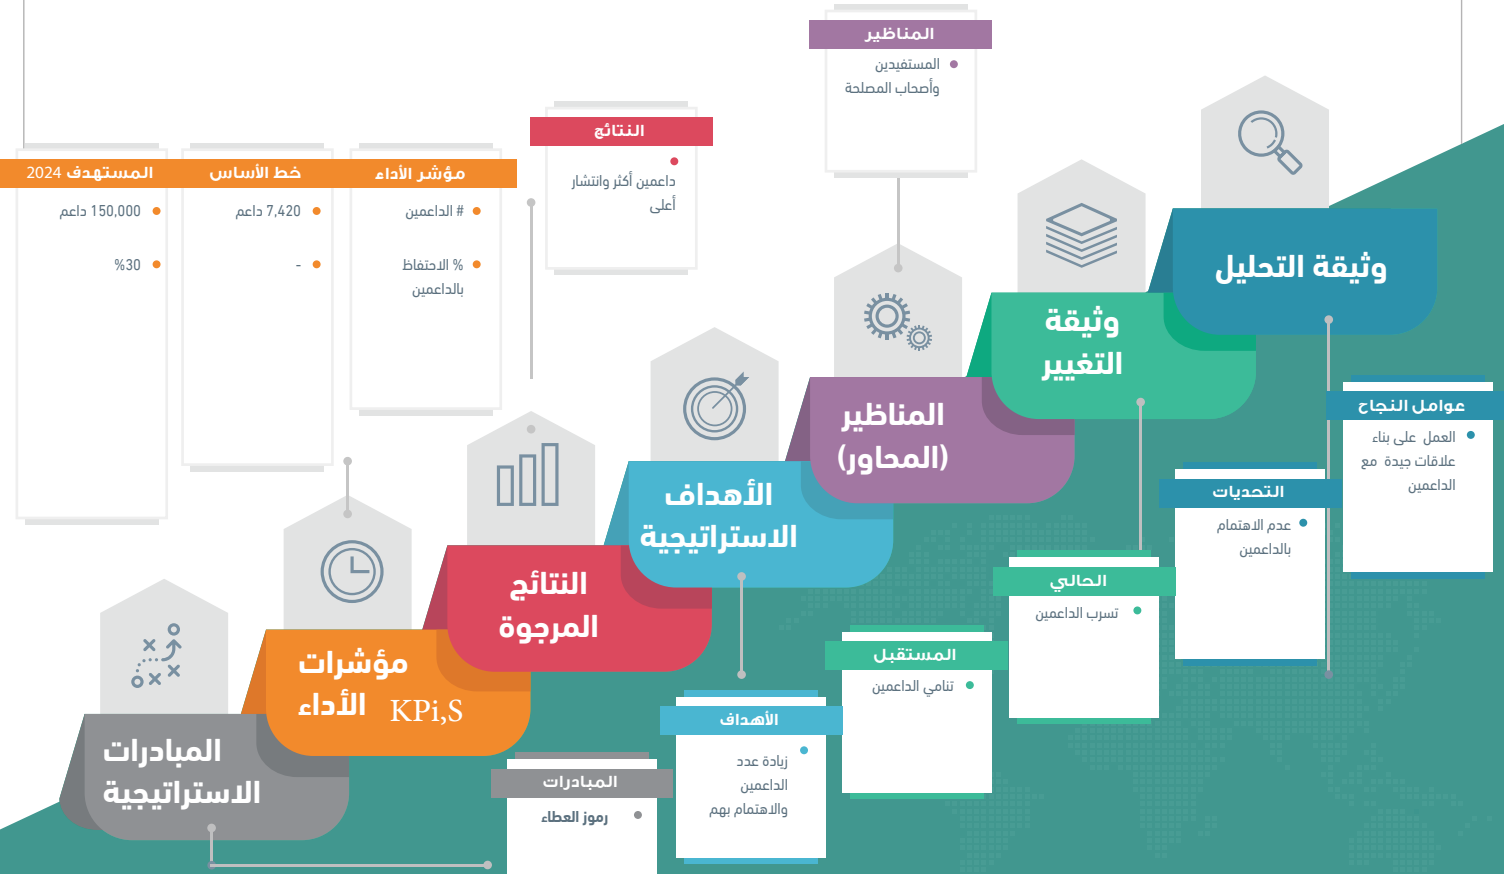 وثيقة التحليل
عوامل النجاح
العمل على بناء
علاقات جيدة مع
الداعمين
التحديات
عدم الاهتمام
بالداعمين
وثيقة
التغيير
الحالي
تسرب الداعمين
المستقبل
تنامي الداعمين
المناظير
المستفيدين
وأصحاب المصلحة
المناظير
(المحاور)
الأهداف
الاستراتيجية
الأهداف
زيادة عدد
الداعمين
والاهتمام بهم
النتائج
داعمين أكثر وانتشار
أعلى
النتائج
المرجوة
مؤشر الأداء
# الداعمين
% الاحتفاظ
بالداعمين
خط الأساس
7,420 داعم
-
المستهدف 2024
150,000 داعم
%30
مؤشرات
الأداء KPi,S
المبادرات
الاستراتيجية
المبادرات
رموز العطاء